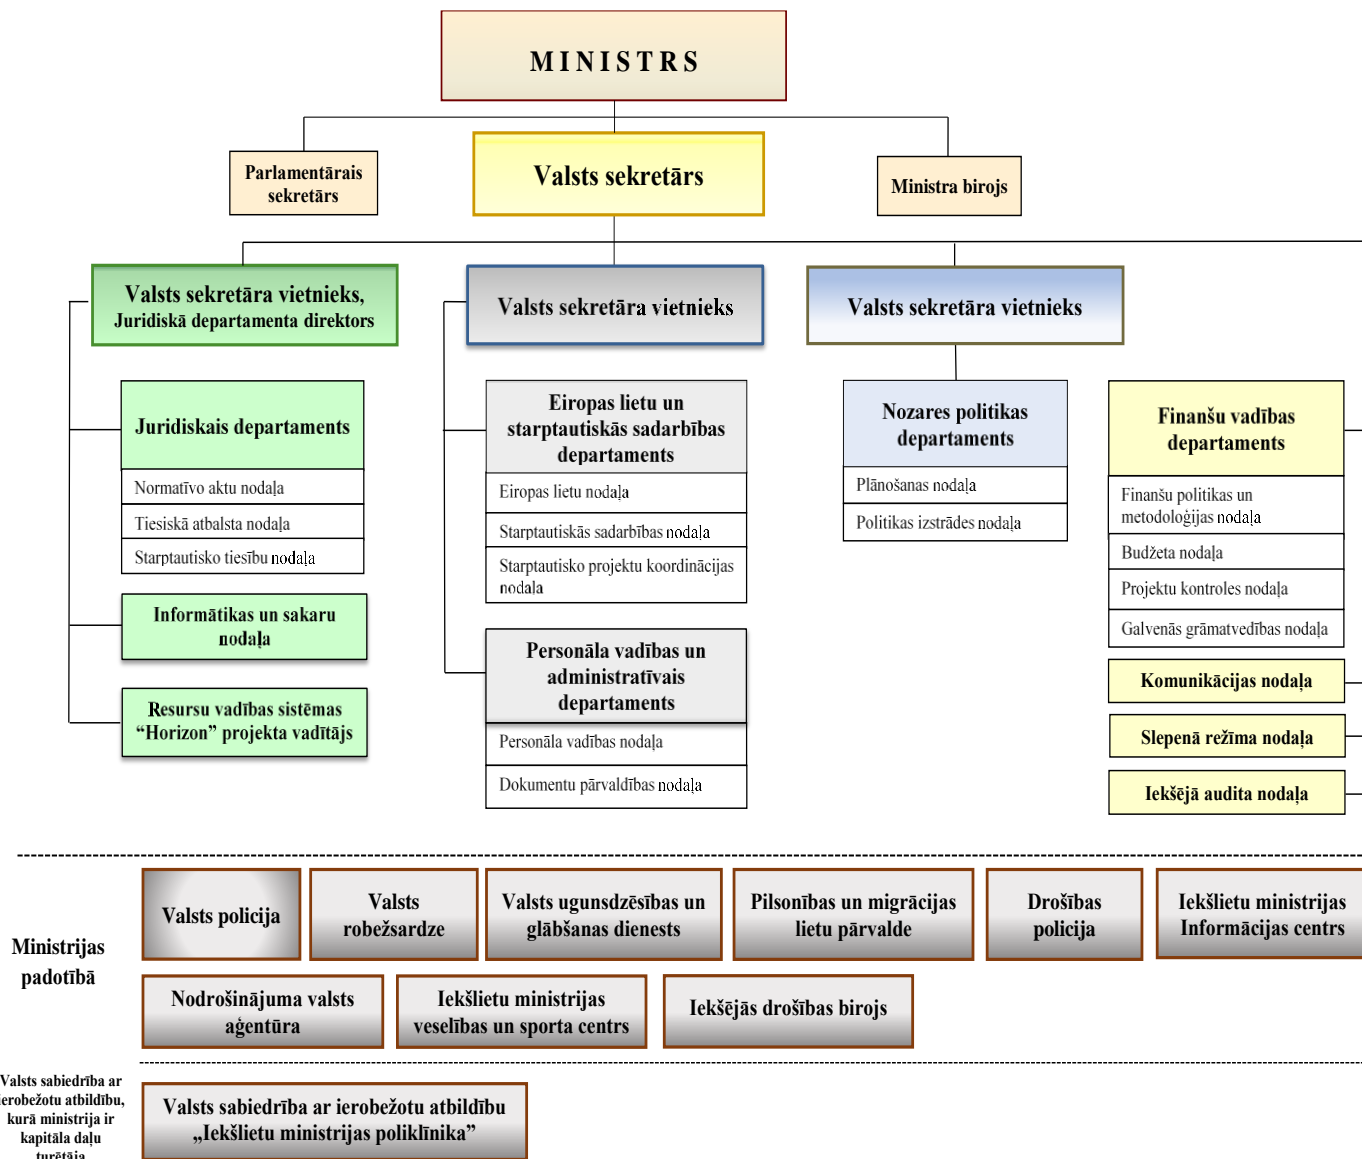 MINISTRS
Parlamentārais
sekretārs
Valsts sekretārs
Ministra birojs
Valsts sekretāra vietnieks,
Juridiskā departamenta direktors
Valsts sekretāra vietnieks
Valsts sekretāra vietnieks
Juridiskais departaments
Normatīvo aktu nodaļa
Tiesiskā atbalsta nodaļa
Starptautisko tiesību nodaļa
Informātikas un sakaru
nodaļa
Resursu vadības sistēmas
“Horizon” projekta vadītājs
Eiropas lietu un
starptautiskās sadarbības
departaments
Eiropas lietu nodaļa
Starptautiskās sadarbības nodaļa
Starptautisko projektu koordinācijas
nodaļa
Personāla vadības un
administratīvais
departaments
Personāla vadības nodaļa
Dokumentu pārvaldības nodaļa
Nozares politikas
departaments
Plānošanas nodaļa
Politikas izstrādes nodaļa
Finanšu vadības
departaments
Finanšu politikas un
metodoloģijas nodaļa
Budžeta nodaļa
Projektu kontroles nodaļa
Galvenās grāmatvedības nodaļa
Komunikācijas nodaļa
Slepenā režīma nodaļa
Iekšējā audita nodaļa
Ministrijas
padotībā
Valsts policija
Valsts
robežsardze
Valsts ugunsdzēsības un
glābšanas dienests
Pilsonības un migrācijas
lietu pārvalde
Drošības
policija
Iekšlietu ministrijas
Informācijas centrs
Nodrošinājuma valsts
aģentūra
Iekšlietu ministrijas
veselības un sporta centrs
Iekšējās drošības birojs
Valsts sabiedrība ar
ierobežotu atbildību,
kurā ministrija ir
kapitāla daļu
turētāja
Valsts sabiedrība ar ierobežotu atbildību
„Iekšlietu ministrijas poliklīnika”